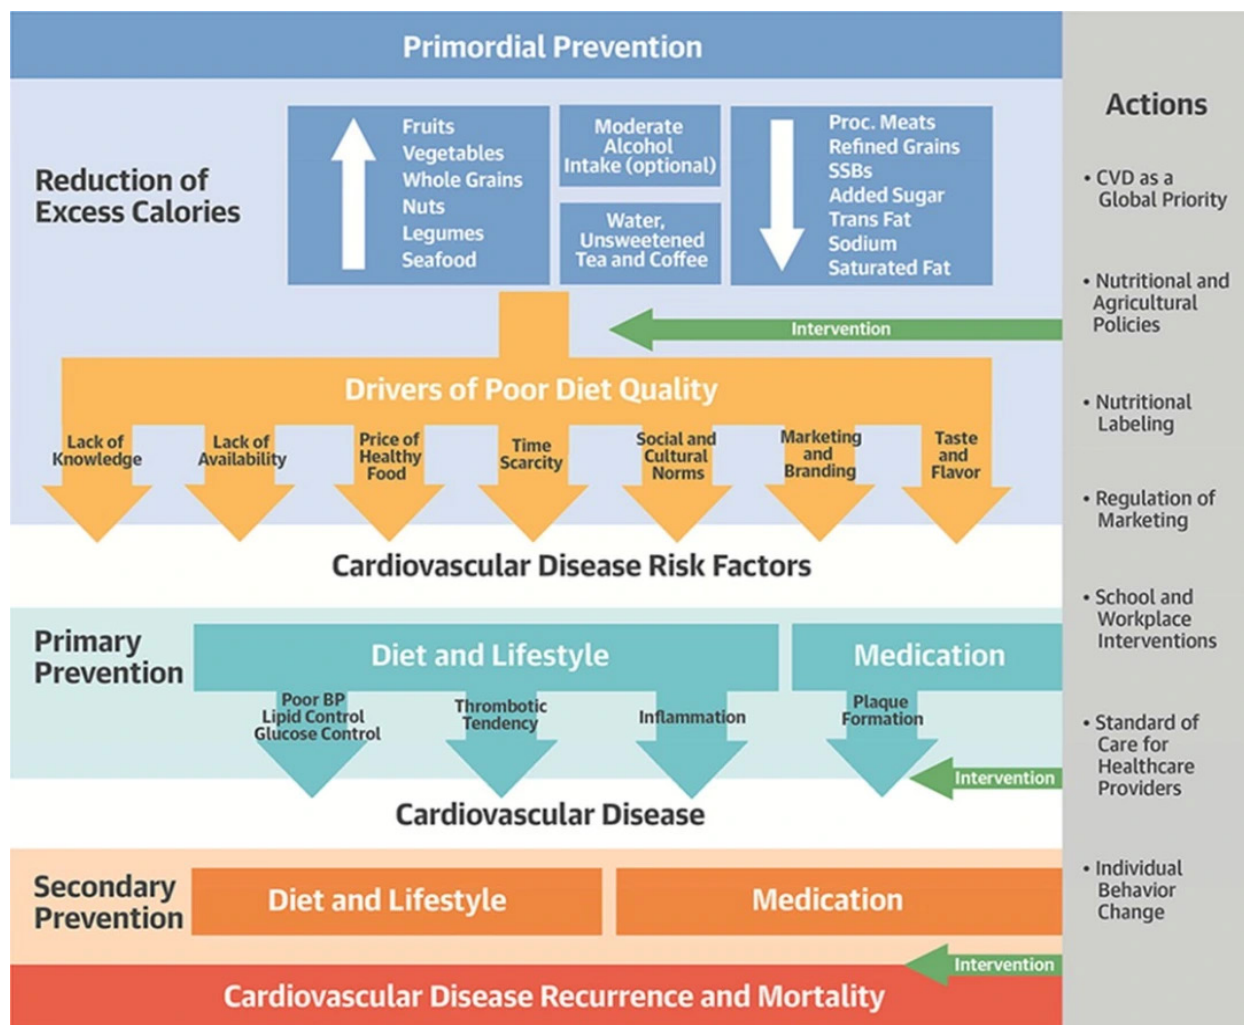 Primordial Prevention
Reduction of
Excess Calories
Fruits
Vegetables
Whole Grains
Nuts
Legumes
Seafood
Moderate
Alcohol
Intake (optional)
Water,
Unsweetened
Tea and Coffee
Proc. Meats
Refined Grains
SSBs
Added Sugar
Trans Fat
Sodium
Saturated Fat
Intervention
Drivers of Poor Diet Quality
Lack of
Knowledge
Lack of
Availability
Price of
Healthy
Food
Time
Scarcity
Social and
Cultural
Norms
Marketing
and
Branding
Taste
and
Flavor
Cardiovascular Disease Risk Factors
Primary
Prevention
Diet and Lifestyle
Medication
Poor BP
Lipid Control
Glucose Control
Thrombotic
Tendency
Inflammation
Plaque
Formation
Intervention
Cardiovascular Disease
Secondary
Prevention
Diet and Lifestyle
Medication
Intervention
Cardiovascular Disease Recurrence and Mortality
Actions
• CVD as a
Global Priority
• Nutritional and
Agricultural
Policies
• Nutritional
Labeling
• Regulation of
Marketing
• School and
Workplace
Interventions
• Standard of
Care for
Healthcare
Providers
• Individual
Behavior
Change